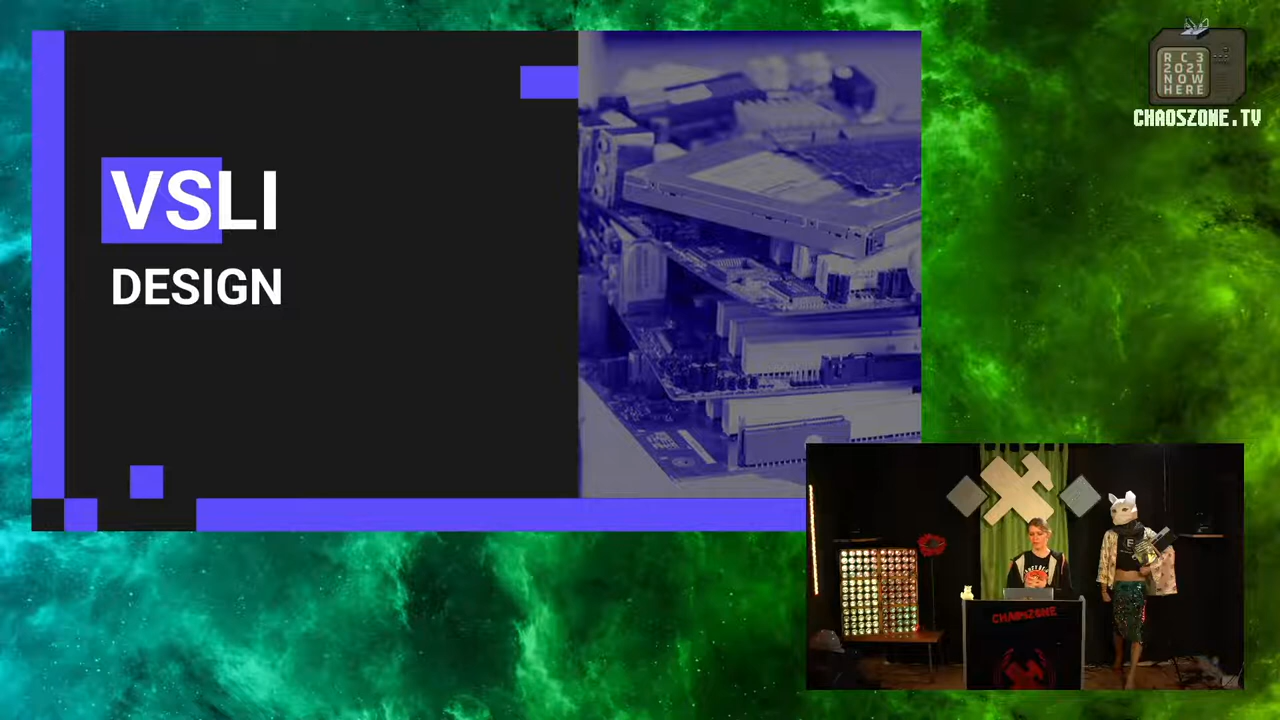 VSLI
DESIGN
RC3
2021
NOW
HERE
CHAOSZONE.TV
CHAOSZONE